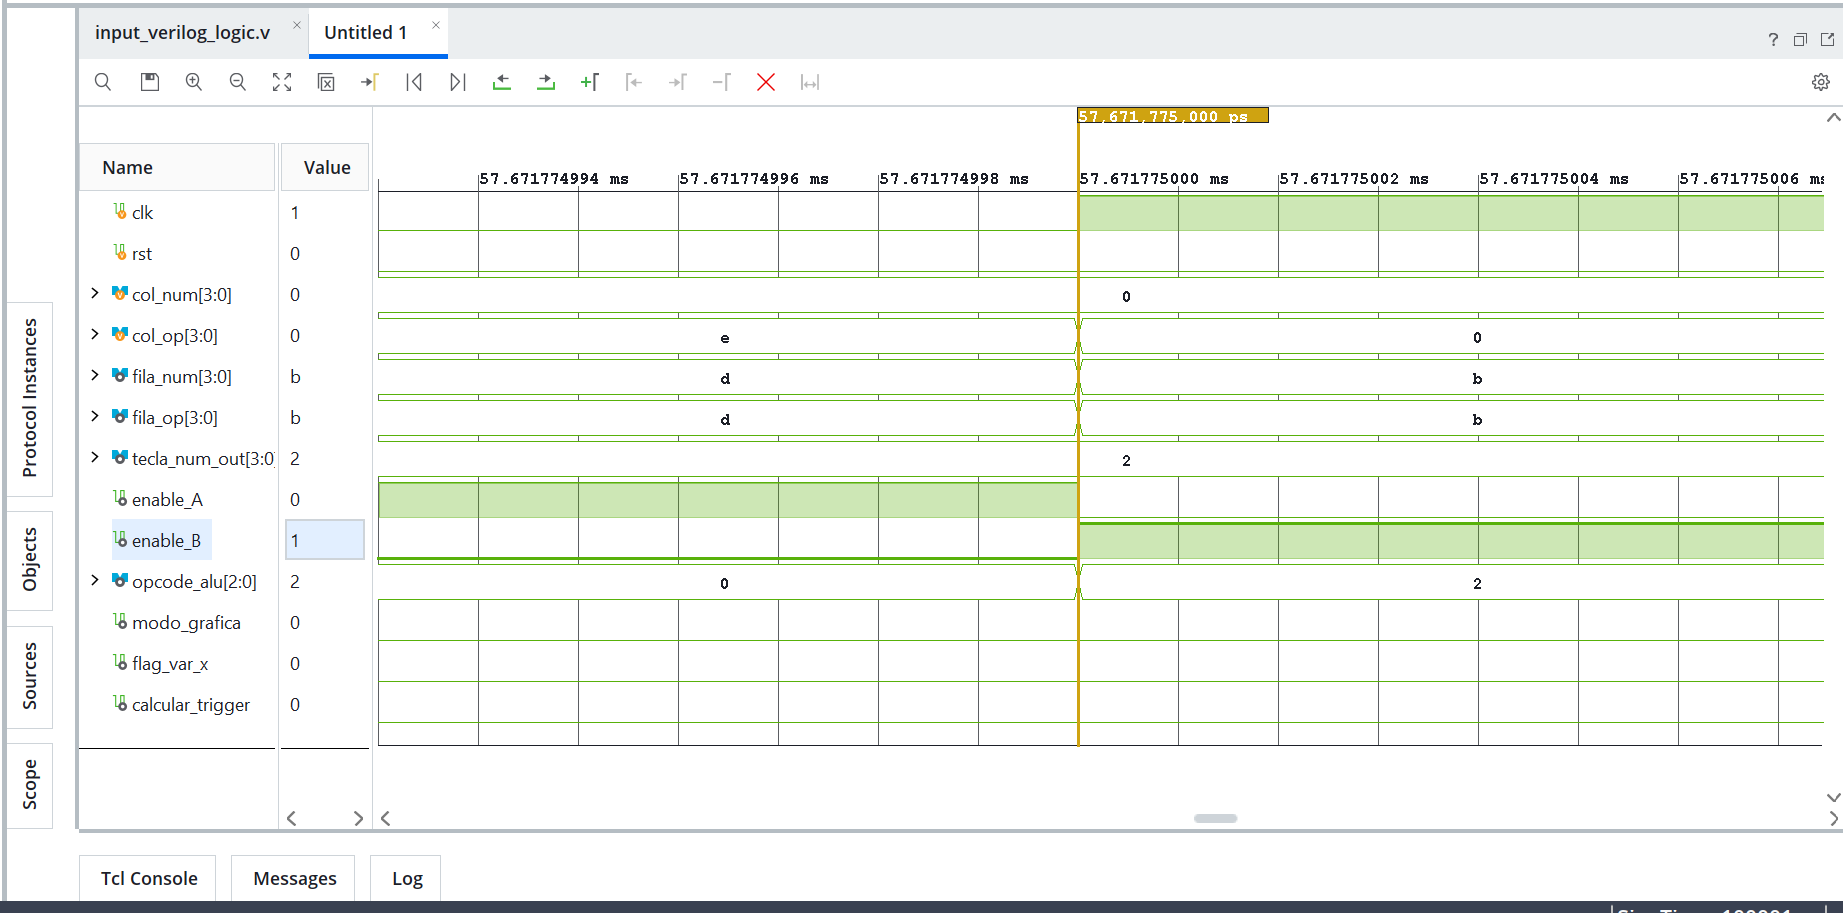 input_verilog_logic.v
Untitled 1
57,671,775,000 ps
Name
Value
57.671774994 ms
57.671774996 ms
57.671774998 ms
57.671775000 ms
57.671775002 ms
57.671775004 ms
57.671775006 ms
clk
1
rst
0
col_num[3:0]
0
0
col_op[3:0]
0
e
0
fila_num[3:0]
b
d
b
fila_op[3:0]
b
d
b
tecla_num_out[3:0]
2
2
enable_A
0
enable_B
1
opcode_alu[2:0]
2
0
2
modo_grafica
0
flag_var_x
0
calcular_trigger
0
Protocol Instances
Objects
Sources
Scope
Tcl Console
Messages
Log